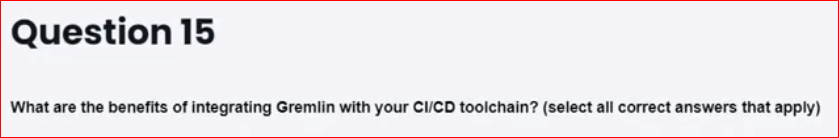 Question 15
What are the benefits of integrating Gremlin with your CI/CD toolchain? (select all correct answers that apply)